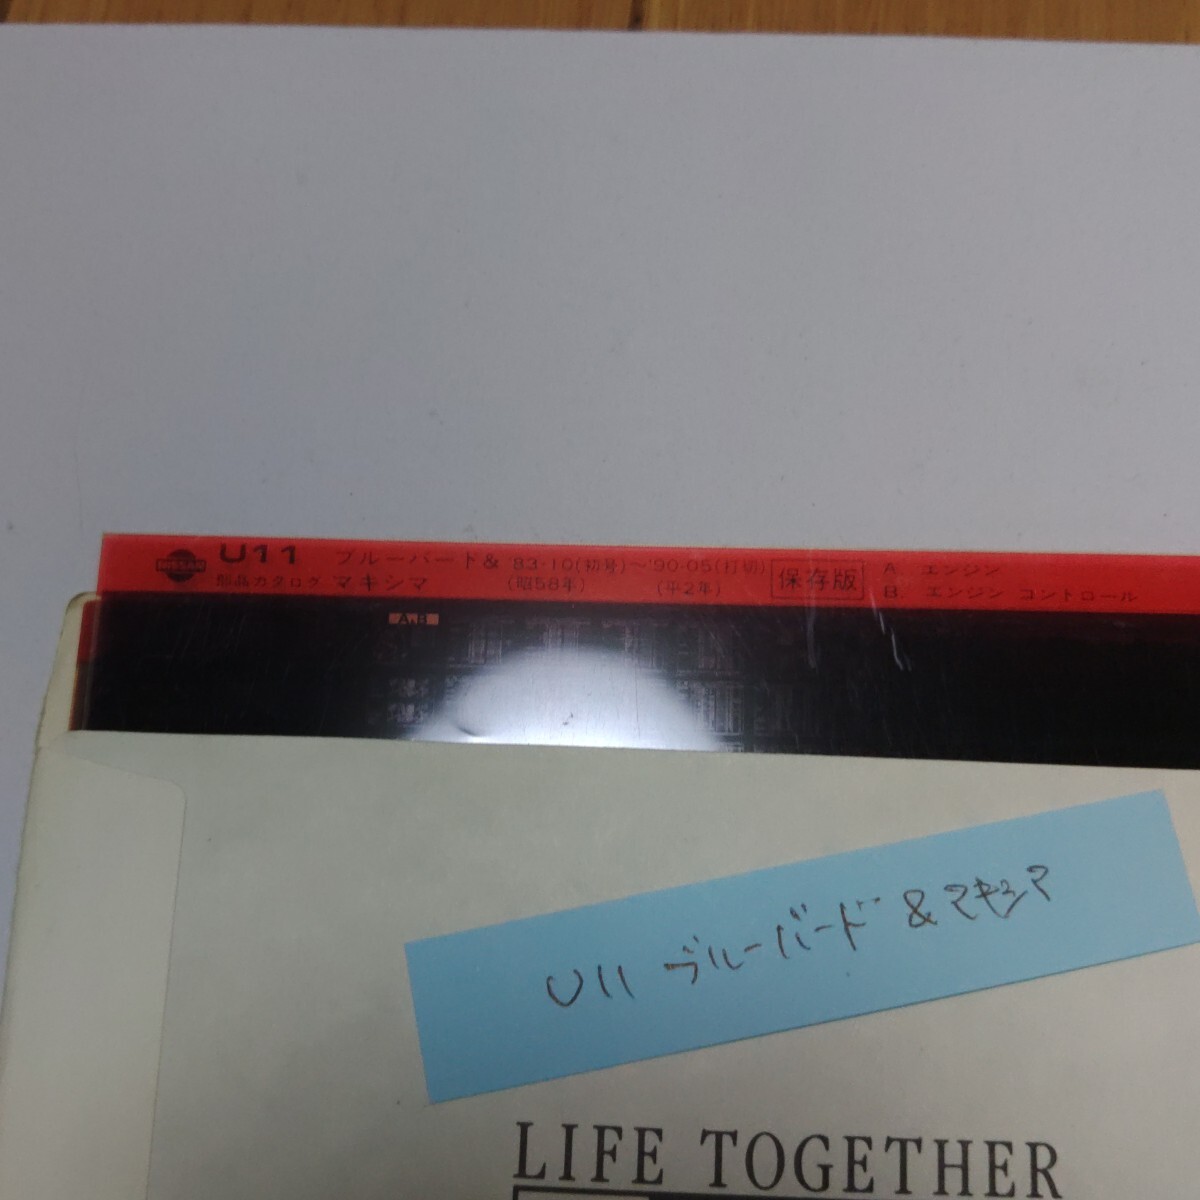 NISSAN
U11 ブルーバード& '83-10(初号)～'90-05(打切) 保存版 A エンジン
部品カタログ マキシマ (昭58年) (平2年) B. エンジン コントロール
A,B
U11 ブルーバード & マキシマ
LIFE TOGETHER